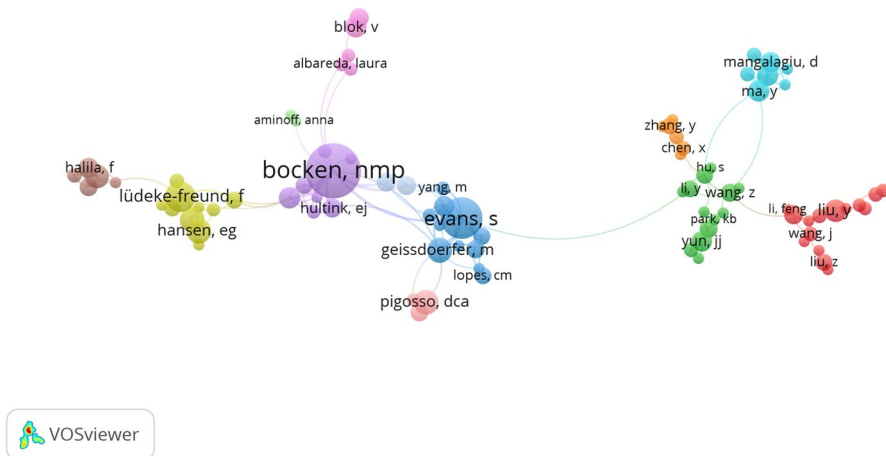 blok, v
albareda, laura
aminoff, anna
bocken, nmp
halila, f
lüdeke-freund, f
hultink, ej
hansen, eg
yang, m
evans, s
geissdoerfer, m
lopes, cm
pigosso, dca
mangalagiu, d
ma, y
zhang, y
chen, x
hu, s
li, y
wang, z
park, kb
yun, jj
li, feng
liu, y
wang, j
liu, z
VOSviewer